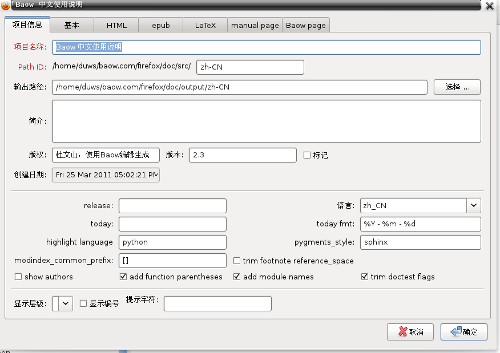 "Baow 中文使用说明"
项目信息 基本 HTML epub LaTeX manual page Baow page
项目名称: Baow 中文使用说明
Path ID: /home/duws/baow.com/firefox/doc/src/ zh-CN
输出路径: /home/duws/baow.com/firefox/doc/output/zh-CN 选择 ...
简介:
版权: 杜文山, 使用Baow编辑生成 版本: 2.3 标记
创建日期: Fri 25 Mar 2011 05:02:21 PM
release: 语言: zh_CN
today: today fmt: %Y - %m - %d
highlight language python pygments_style: sphinx
modindex_common_prefix: [] trim footnote reference_space
show authors add function parentheses add module names trim doctest flags
显示层级: 显示编号 提示字符:
取消 确定